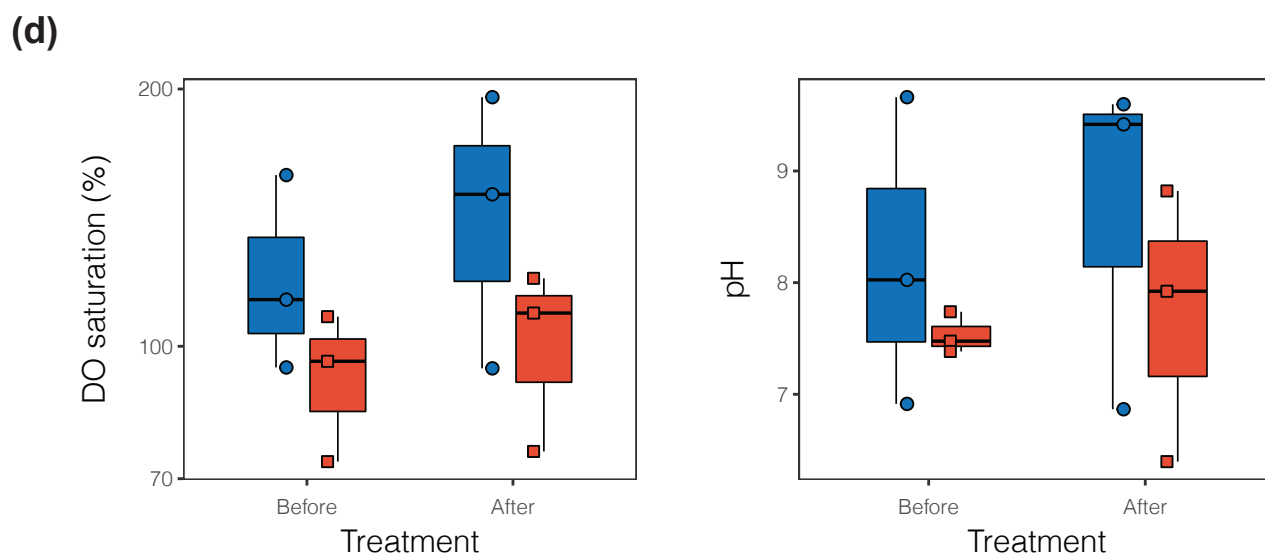 (d)
DO saturation (%)
200
100
70
Before
After
Treatment
pH
9
8
7
Before
After
Treatment